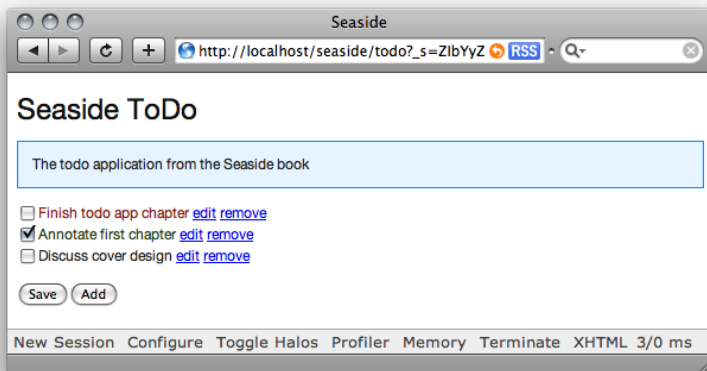 Seaside
http://localhost/seaside/todo?_s=ZIbYyZ RSS
Seaside ToDo
The todo application from the Seaside book
Finish todo app chapter edit remove
Annotate first chapter edit remove
Discuss cover design edit remove
Save Add
New Session Configure Toggle Halos Profiler Memory Terminate XHTML 3/0 ms